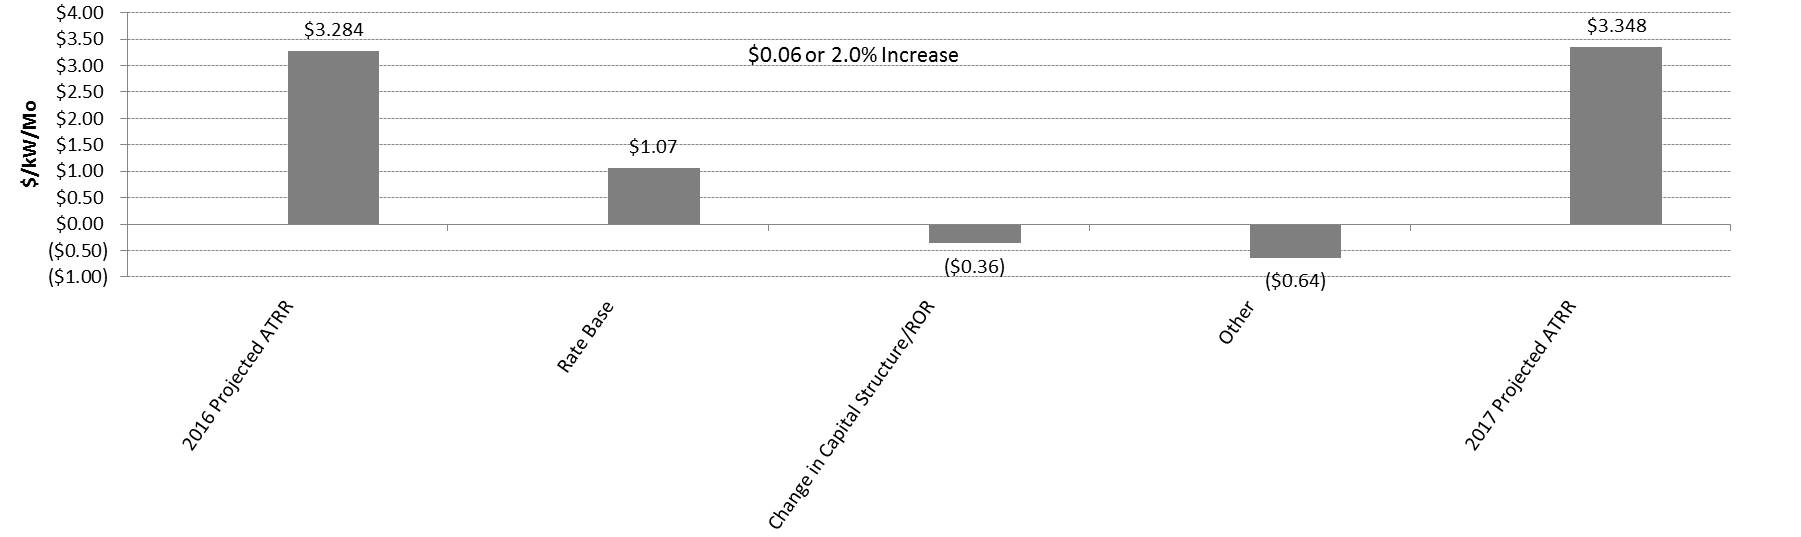 $4.00
$3.50
$3.00
$2.50
$2.00
$1.50
$1.00
$0.50
$0.00
($0.50)
($1.00)
$/kW/Mo
$0.06 or 2.0% Increase
$3.284
$1.07
($0.36)
($0.64)
$3.348
2016 Projected ATRR
Rate Base
Change in Capital Structure/ROR
Other
2017 Projected ATRR